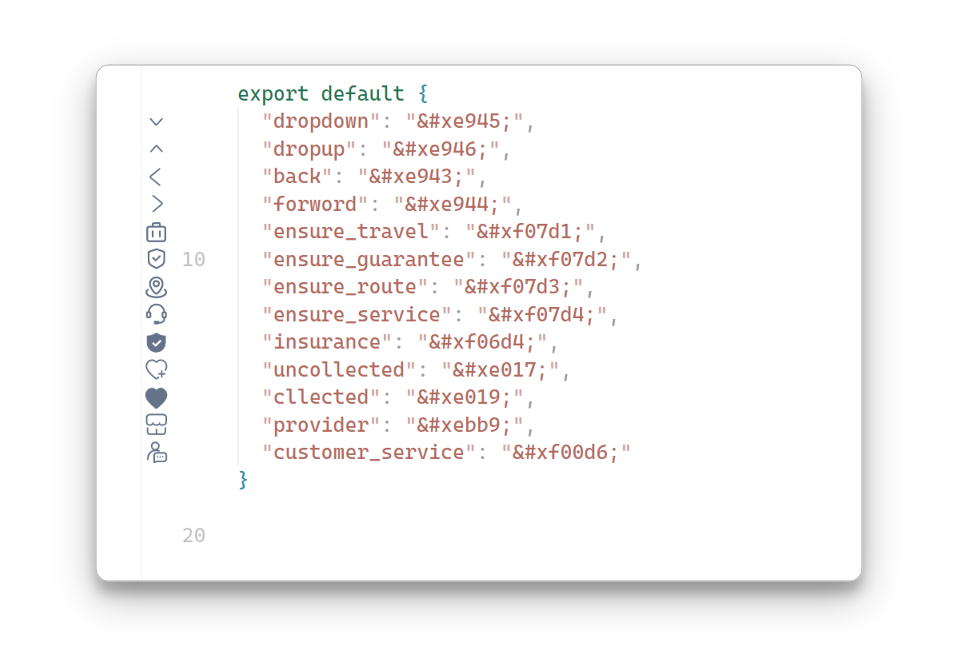 export default {
"dropdown": "&#xe945;",
"dropup": "&#xe946;",
"back": "&#xe943;",
"forword": "&#xe944;",
"ensure_travel": "&#xf07d1;",
10 "ensure_guarantee": "&#xf07d2;",
"ensure_route": "&#xf07d3;",
"ensure_service": "&#xf07d4;",
"insurance": "&#xf06d4;",
"uncollected": "&#xe017;",
"cllected": "&#xe019;",
"provider": "&#xebb9;",
"customer_service": "&#xf00d6;"
}
20